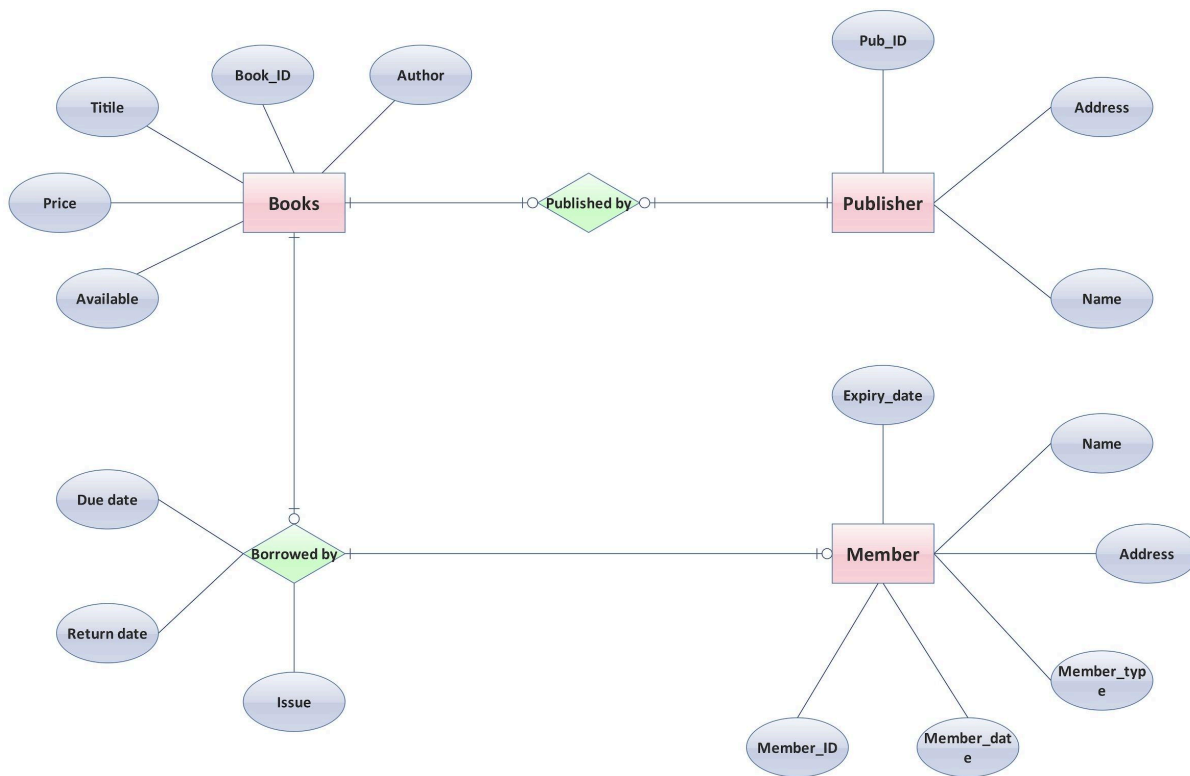 Pub_ID
Book_ID
Author
Titile
Address
Price
Books
Published by
Publisher
Available
Name
Expiry_date
Name
Due date
Borrowed by
Member
Address
Return date
Member_typ
e
Issue
Member_ID
Member_dat
e